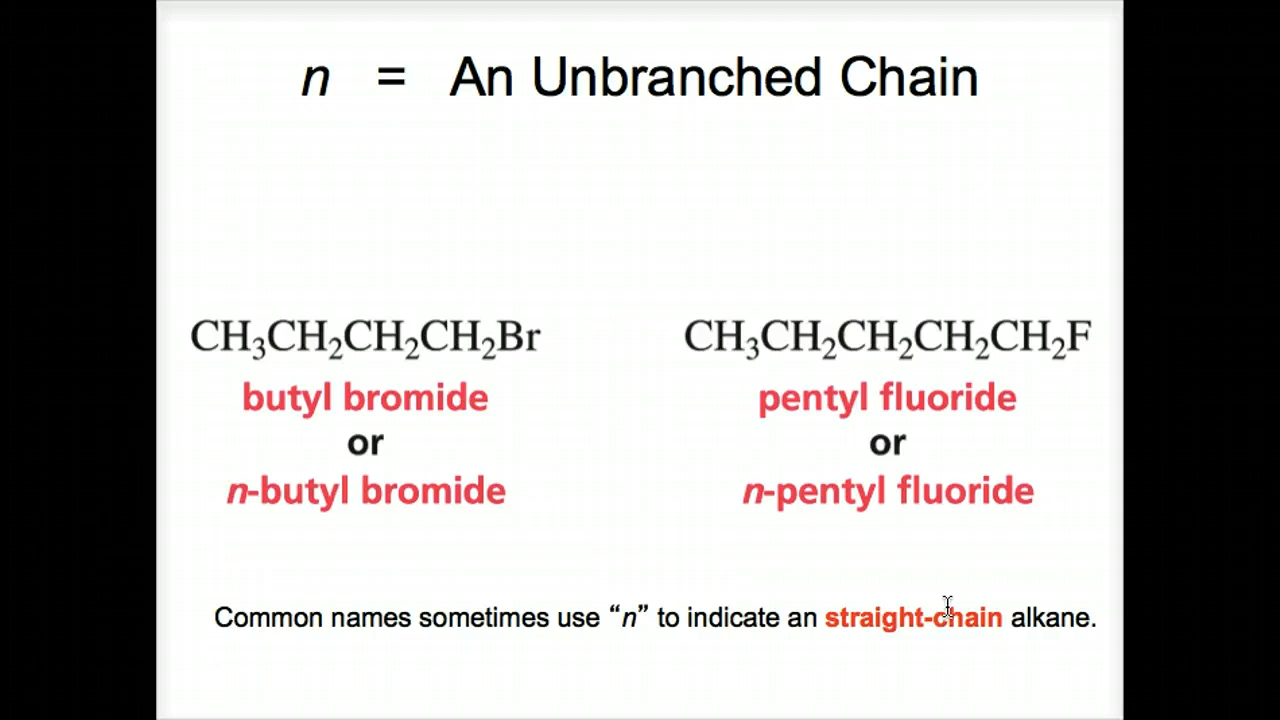 n = An Unbranched Chain
CH₃CH₂CH₂CH₂Br CH₃CH₂CH₂CH₂CH₂F
butyl bromide pentyl fluoride
or or
n-butyl bromide n-pentyl fluoride
Common names sometimes use “n” to indicate an straight-chain alkane.